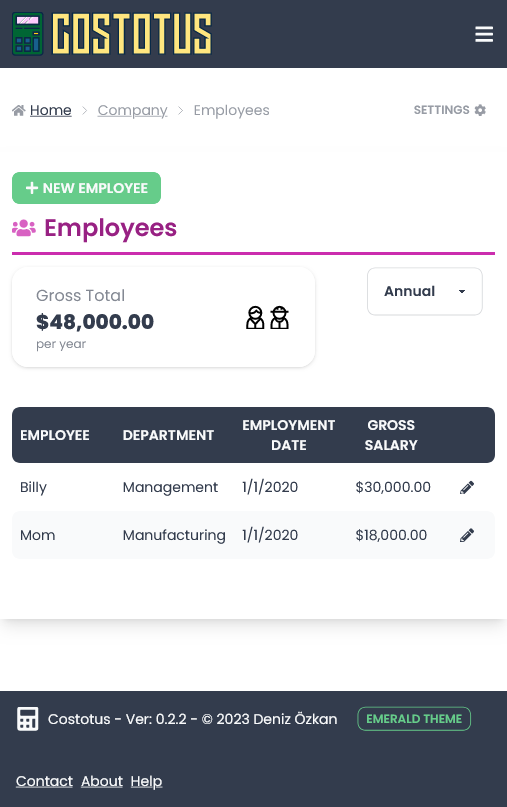 COSTOTUS
Home > Company > Employees SETTINGS
+ NEW EMPLOYEE
Employees
Gross Total
$48,000.00
per year
Annual
EMPLOYEE DEPARTMENT EMPLOYMENT DATE GROSS SALARY
Billy Management 1/1/2020 $30,000.00
Mom Manufacturing 1/1/2020 $18,000.00
Costotus - Ver: 0.2.2 - © 2023 Deniz Özkan EMERALD THEME
Contact About Help